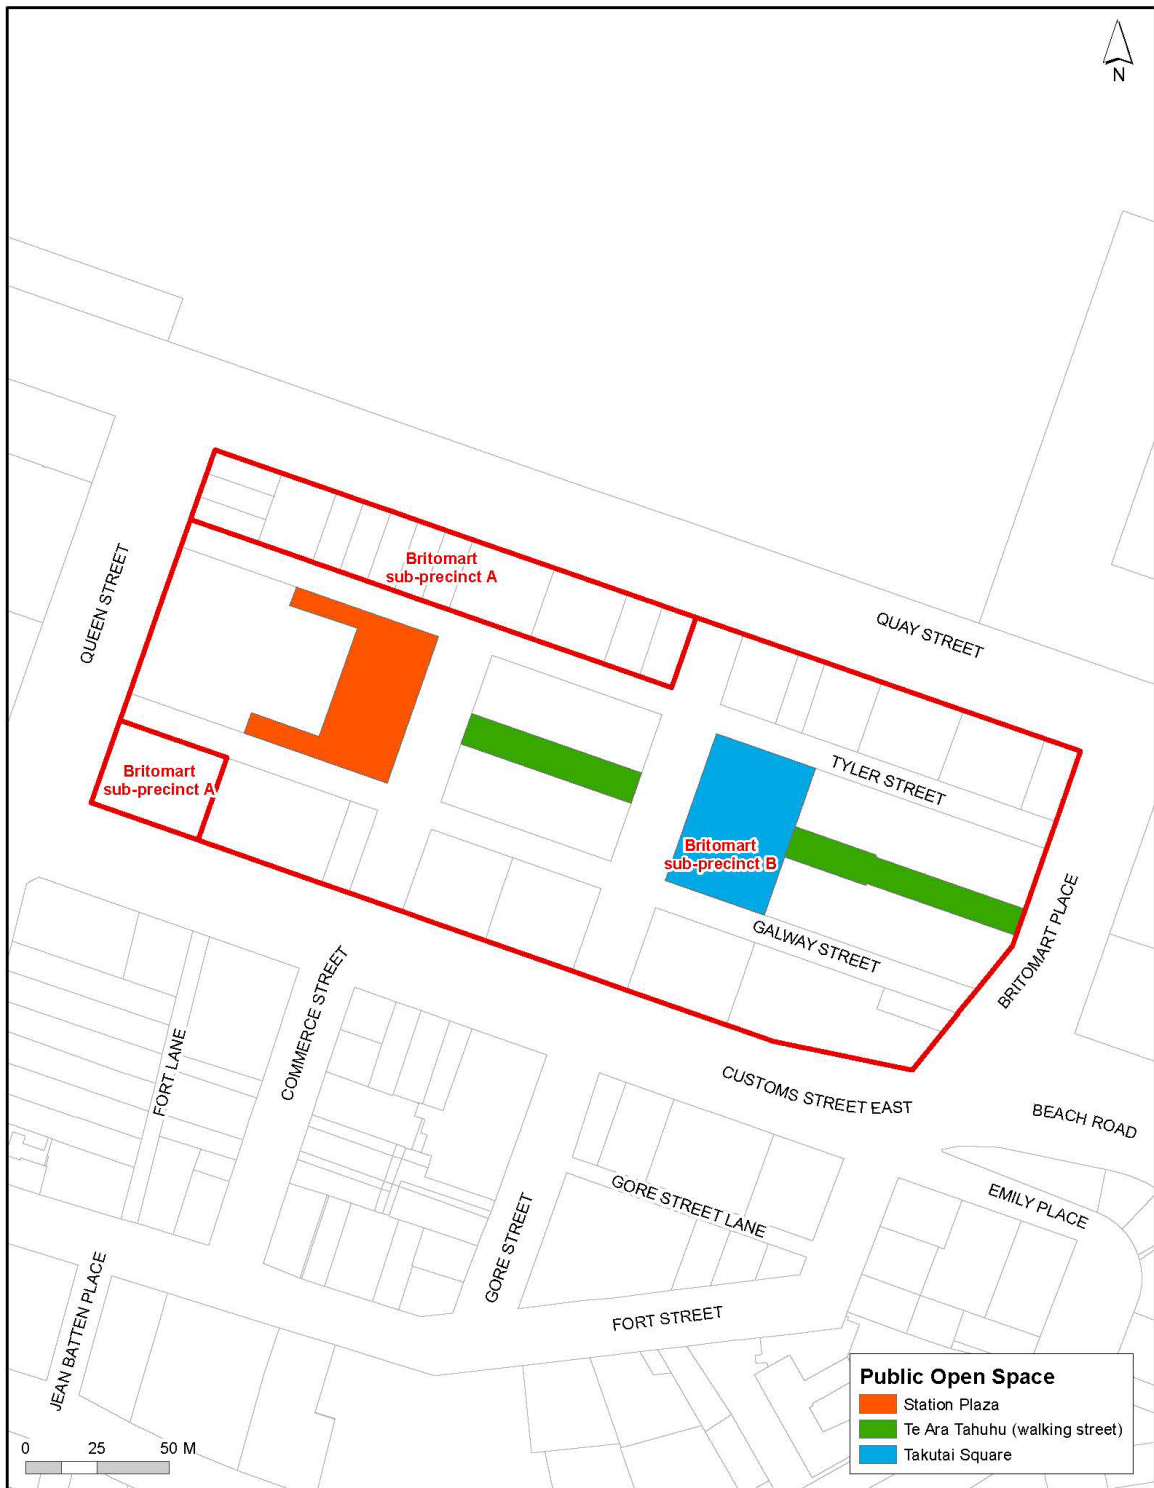 N
QUAY STREET
QUEEN STREET
Britomart
sub-precinct A
Britomart
sub-precinct A
TYLER STREET
Britomart
sub-precinct B
GALWAY STREET
BRITOMART PLACE
COMMERCE STREET
FORT LANE
CUSTOMS STREET EAST
BEACH ROAD
EMILY PLACE
GORE STREET LANE
GORE STREET
FORT STREET
JEAN BATTEN PLACE
Public Open Space
Station Plaza
Te Ara Tahuhu (walking street)
Takutai Square
0 25 50 M